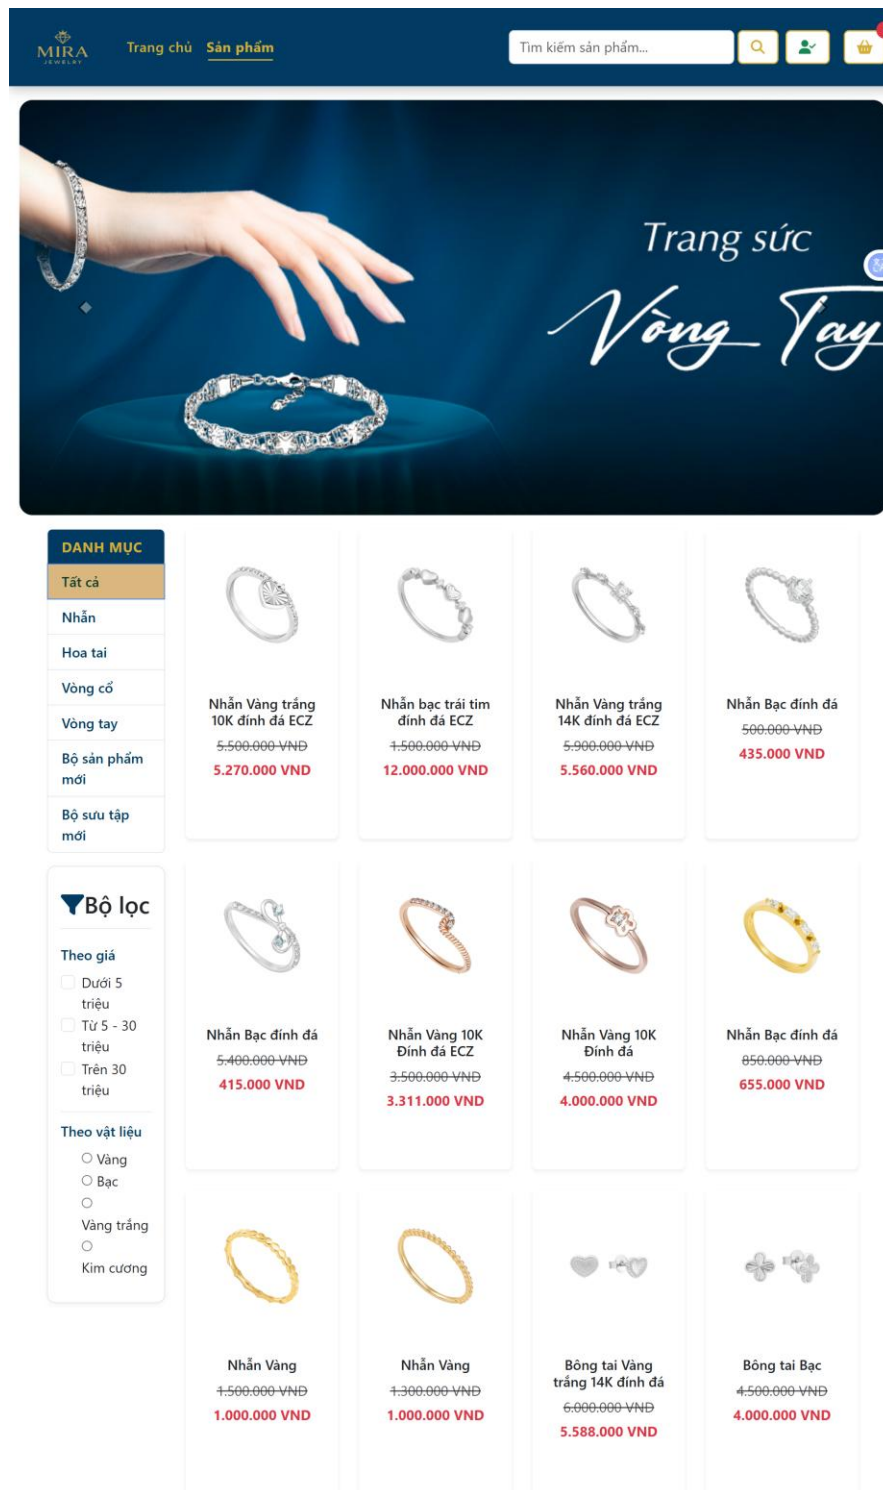 MIRA
JEWELRY
Trang chủ Sản phẩm
Tìm kiếm sản phẩm...
Trang sức
Vòng Tay
DANH MỤC
Tất cả
Nhẫn
Hoa tai
Vòng cổ
Vòng tay
Bộ sản phẩm
mới
Bộ sưu tập
mới
Bộ lọc
Theo giá
Dưới 5
triệu
Từ 5 - 30
triệu
Trên 30
triệu
Theo vật liệu
Vàng
Bạc
Vàng trắng
Kim cương
Nhẫn Vàng trắng
10K đính đá ECZ
5.500.000 VND
5.270.000 VND
Nhẫn bạc trái tim
đính đá ECZ
1.500.000 VND
12.000.000 VND
Nhẫn Vàng trắng
14K đính đá ECZ
5.900.000 VND
5.560.000 VND
Nhẫn Bạc đính đá
500.000 VND
435.000 VND
Nhẫn Bạc đính đá
5.400.000 VND
415.000 VND
Nhẫn Vàng 10K
Đính đá ECZ
3.500.000 VND
3.311.000 VND
Nhẫn Vàng 10K
Đính đá
4.500.000 VND
4.000.000 VND
Nhẫn Bạc đính đá
850.000 VND
655.000 VND
Nhẫn Vàng
1.500.000 VND
1.000.000 VND
Nhẫn Vàng
1.300.000 VND
1.000.000 VND
Bông tai Vàng
trắng 14K đính đá
6.000.000 VND
5.588.000 VND
Bông tai Bạc
4.500.000 VND
4.000.000 VND